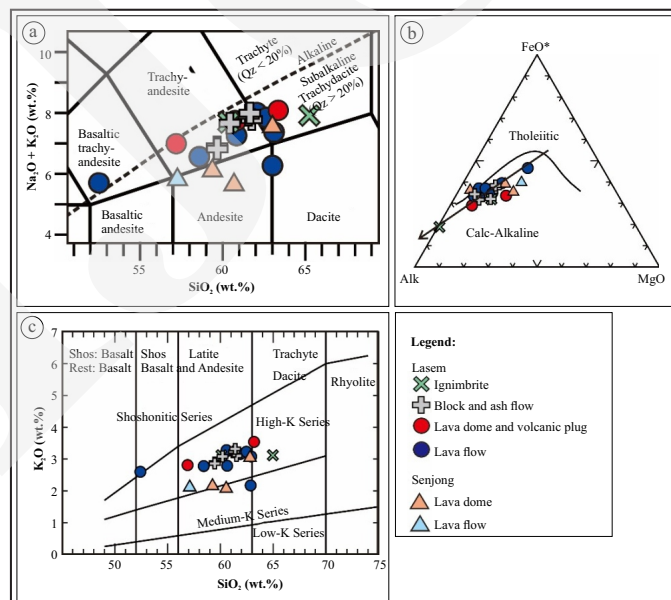 a
10
8
6
4
Na₂O + K₂O (wt.%)
Trachyte
(Qz < 20%)
Alkaline
Subalkaline
Trachydacite
(Qz > 20%)
Trachy-
andesite
Basaltic
trachy-
andesite
Basaltic
andesite
Andesite
Dacite
55
60
65
SiO₂ (wt.%)
b
FeO*
Tholeiitic
Calc-Alkaline
Alk
MgO
c
7
6
5
4
3
2
1
0
K₂O (wt.%)
Shos: Basalt
Rest: Basalt
Shos
Basalt
Latite
and Andesite
Trachyte
Dacite
Rhyolite
Shoshonitic Series
High-K Series
Medium-K Series
Low-K Series
50
55
60
65
70
75
SiO₂ (wt.%)
Legend:
Lasem
Ignimbrite
Block and ash flow
Lava dome and volcanic plug
Lava flow
Senjong
Lava dome
Lava flow